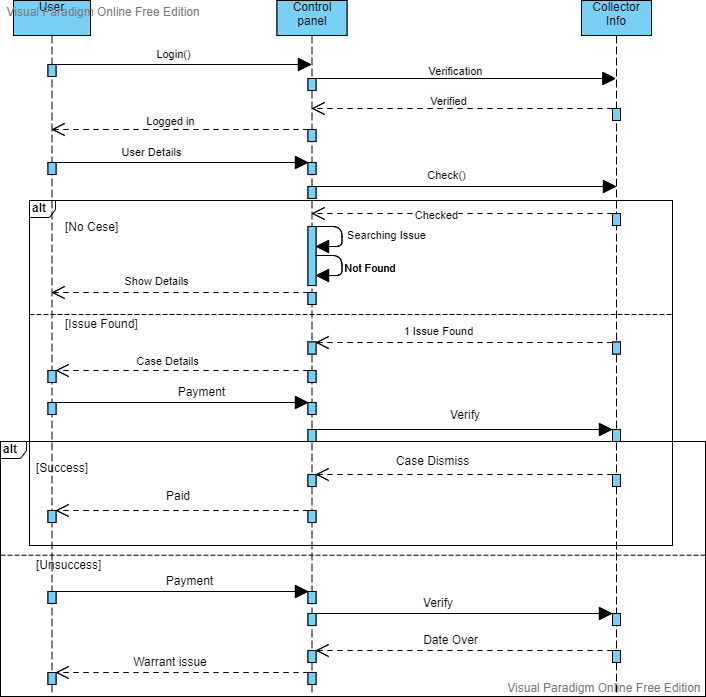 Visual Paradigm Online Free Edition
User
Control
panel
Collector
Info
Login()
Verification
Verified
Logged in
User Details
Check()
alt
Checked
[No Cese]
Searching Issue
Not Found
Show Details
[Issue Found]
1 Issue Found
Case Details
Payment
Verify
alt
Case Dismiss
[Success]
Paid
[Unsuccess]
Payment
Verify
Date Over
Warrant issue
Visual Paradigm Online Free Edition